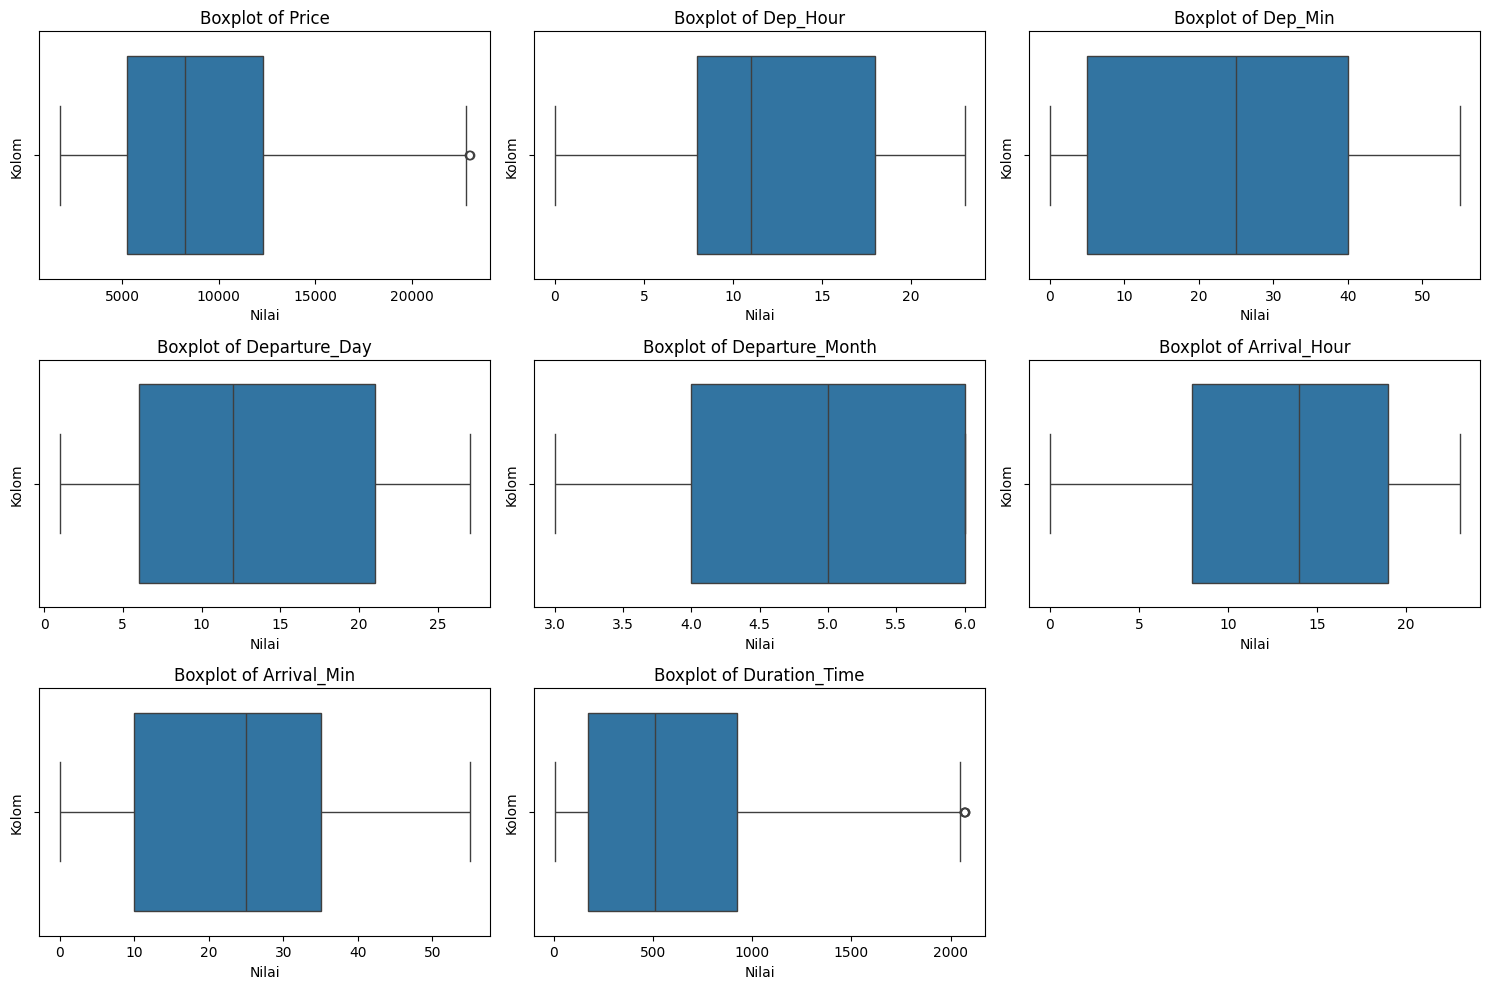 Boxplot of Price
Kolom
5000 10000 15000 20000
Nilai
Boxplot of Dep_Hour
Kolom
0 5 10 15 20
Nilai
Boxplot of Dep_Min
Kolom
0 10 20 30 40 50
Nilai
Boxplot of Departure_Day
Kolom
0 5 10 15 20 25
Nilai
Boxplot of Departure_Month
Kolom
3.0 3.5 4.0 4.5 5.0 5.5 6.0
Nilai
Boxplot of Arrival_Hour
Kolom
0 5 10 15 20
Nilai
Boxplot of Arrival_Min
Kolom
0 10 20 30 40 50
Nilai
Boxplot of Duration_Time
Kolom
0 500 1000 1500 2000
Nilai